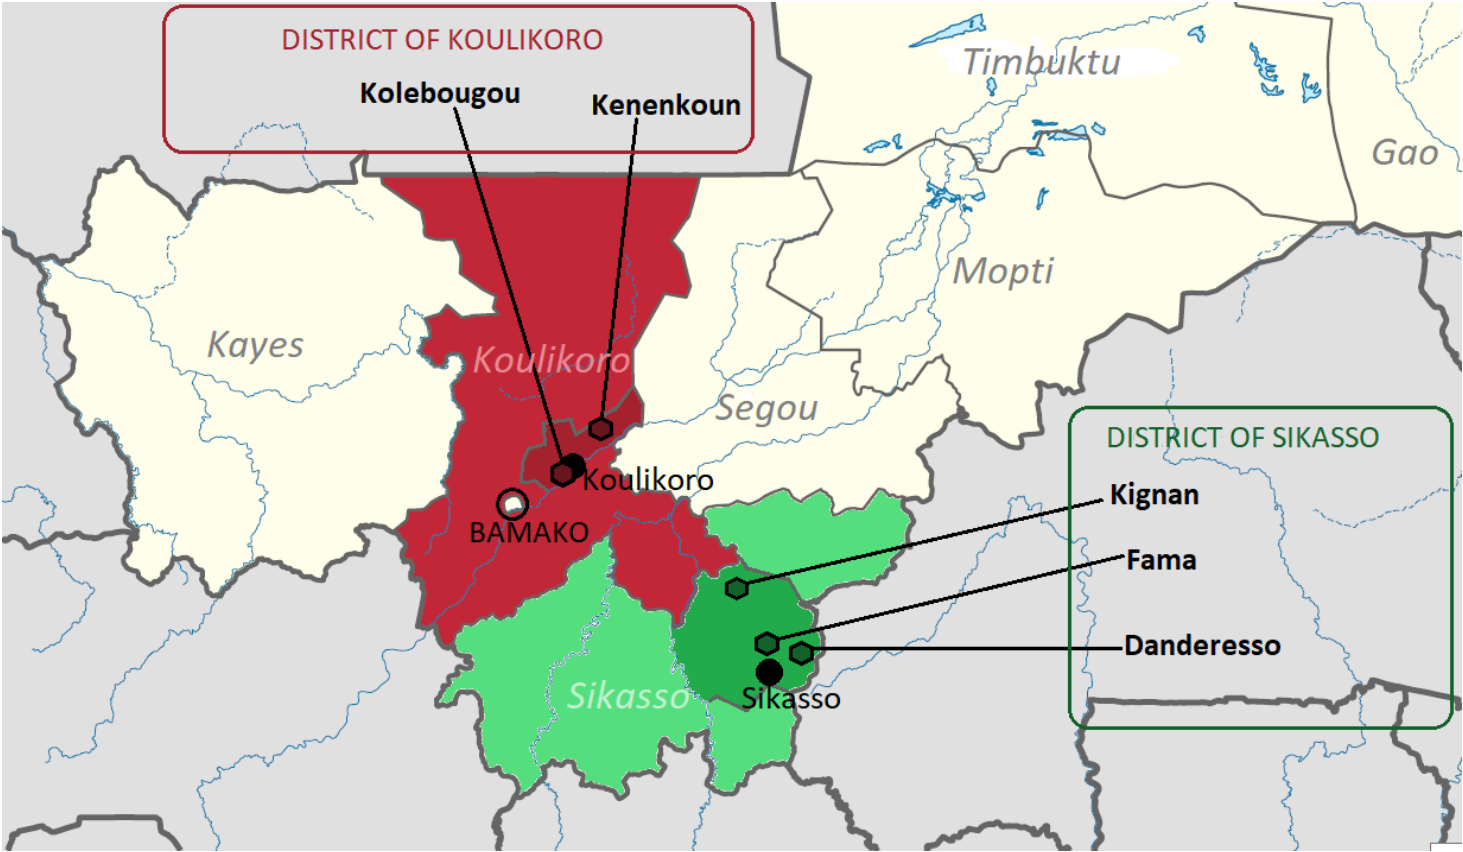 DISTRICT OF KOULIKORO
Kolebougou
Kenenkoun
Timbuktu
Gao
Kayes
Koulikoro
Mopti
Segou
DISTRICT OF SIKASSO
Koulikoro
BAMAKO
Kignan
Fama
Danderesso
Sikasso
Sikasso